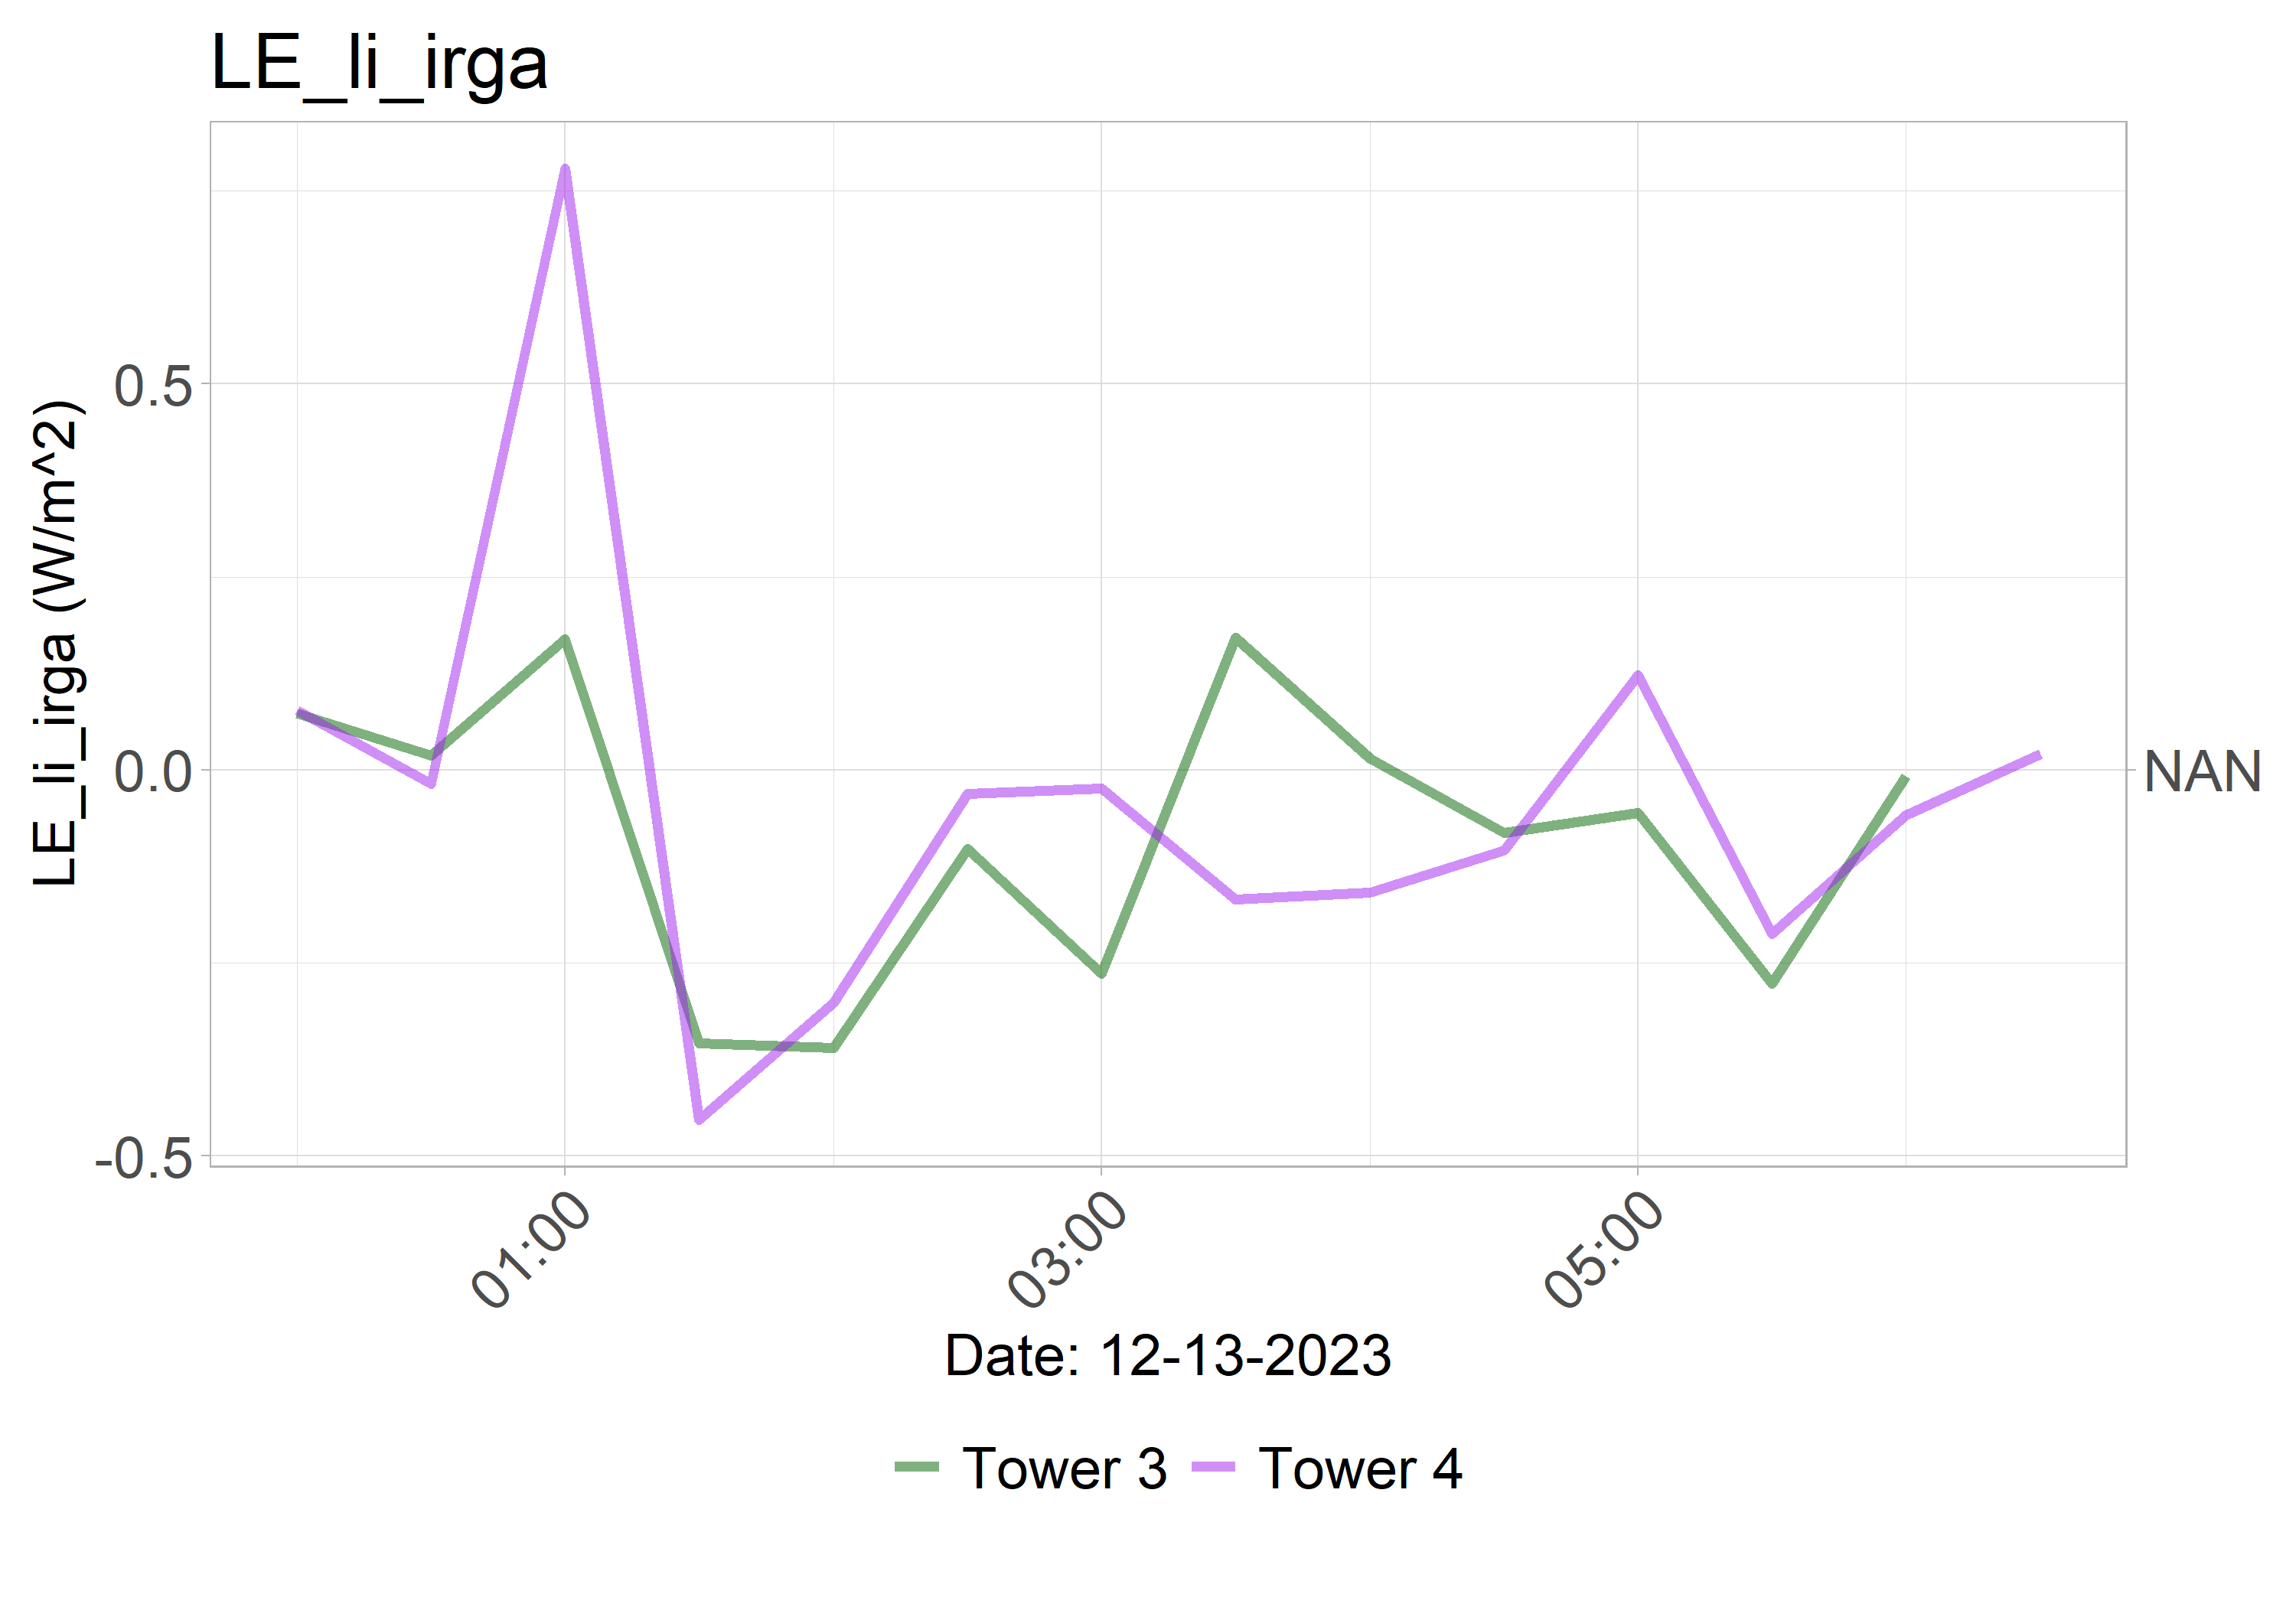 LE_li_irga
LE_li_irga (W/m^2)
0.5
0.0
-0.5
NAN
01:00
03:00
05:00
Date: 12-13-2023
Tower 3
Tower 4